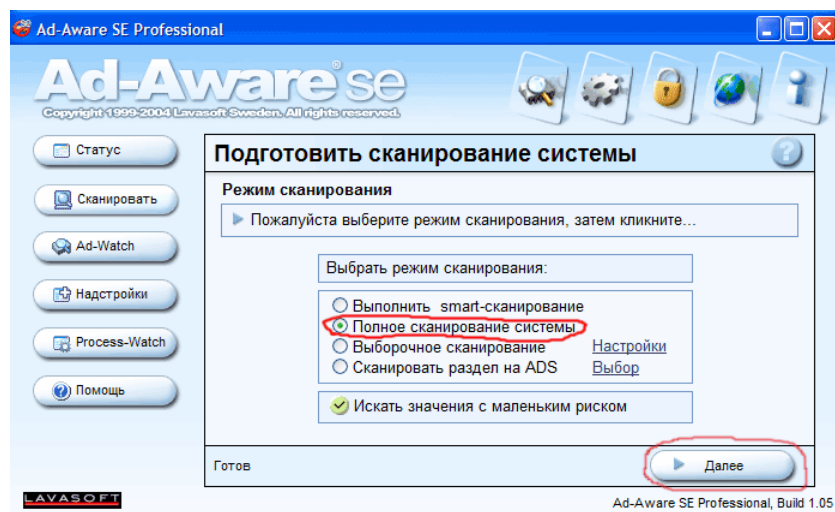 Ad-Aware SE Professional
Ad-Aware SE
Copyright 1999-2004 Lavasoft Sweden. All rights reserved.
Статус
Сканировать
Ad-Watch
Надстройки
Process-Watch
Помощь
Подготовить сканирование системы
Режим сканирования
Пожалуйста выберите режим сканирования, затем кликните...
Выбрать режим сканирования:
Выполнить smart-сканирование
Полное сканирование системы
Выборочное сканирование Настройки
Сканировать раздел на ADS Выбор
Искать значения с маленьким риском
Готов
Далее
LAVASOFT
Ad-Aware SE Professional, Build 1.05